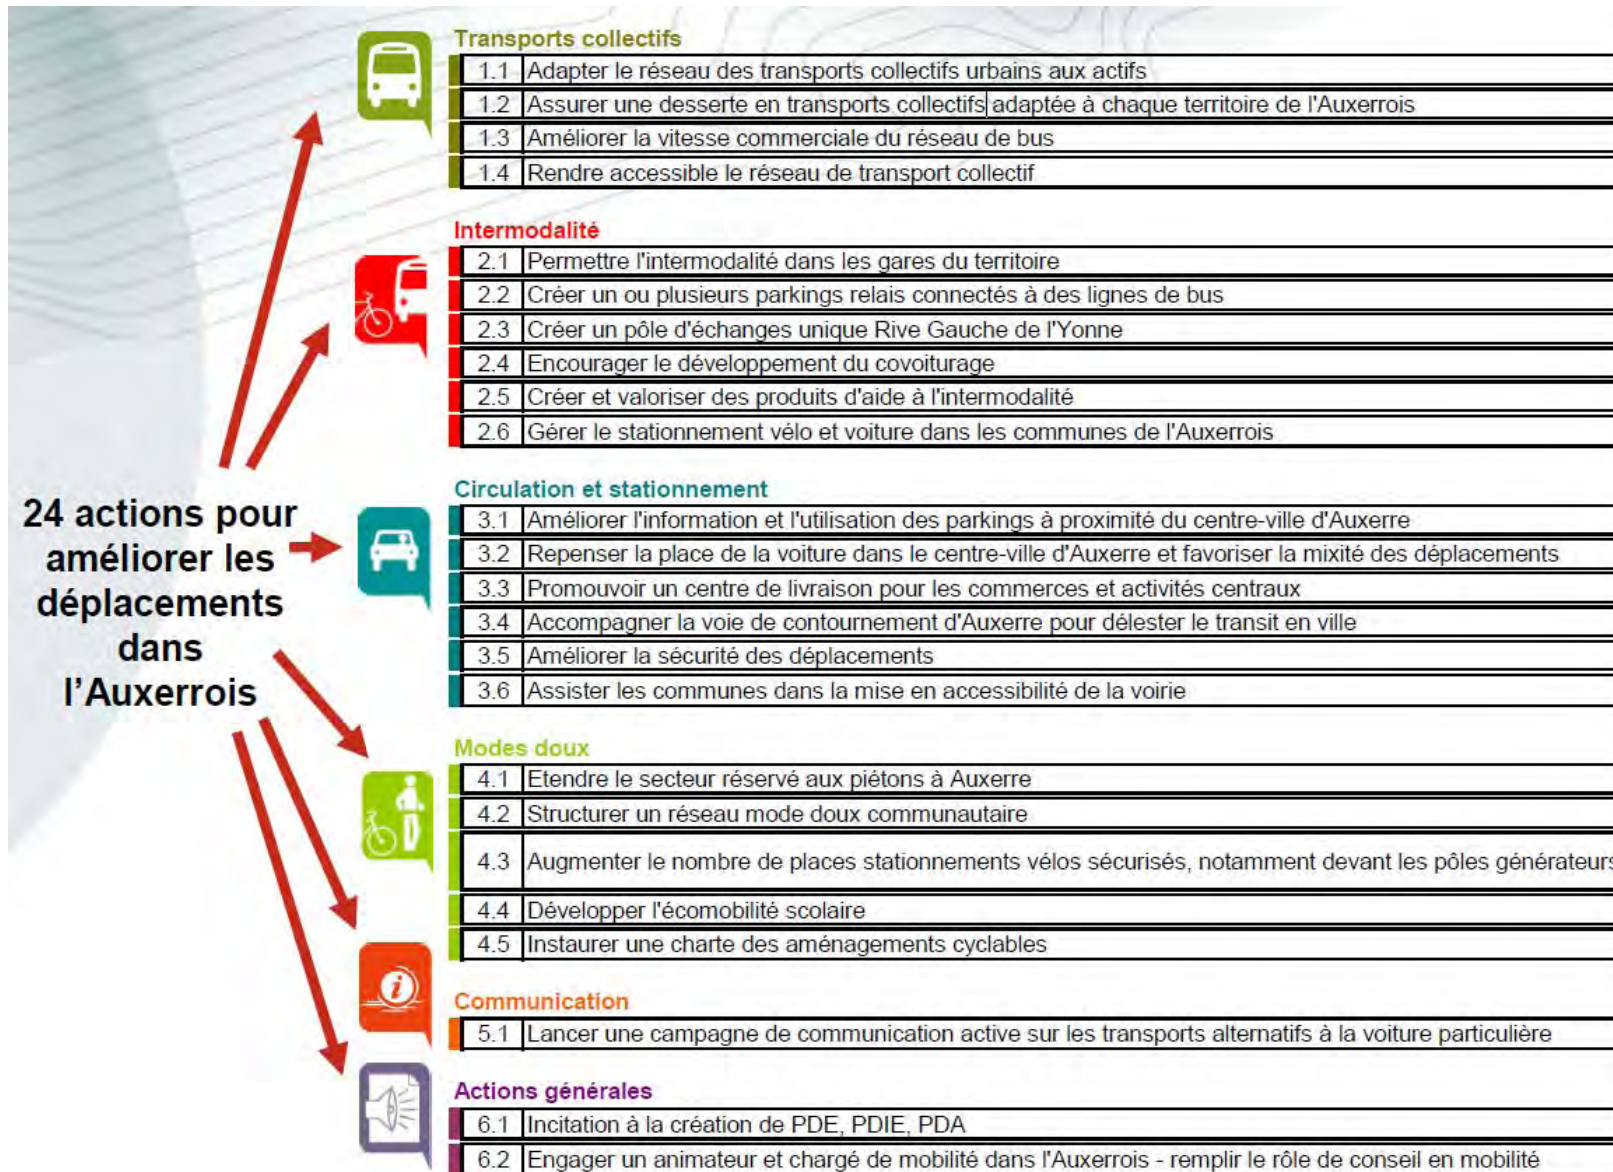 Transports collectifs
1.1 Adapter le réseau des transports collectifs urbains aux actifs
1.2 Assurer une desserte en transports collectifs adaptée à chaque territoire de l'Auxerrois
1.3 Améliorer la vitesse commerciale du réseau de bus
1.4 Rendre accessible le réseau de transport collectif
Intermodalité
2.1 Permettre l'intermodalité dans les gares du territoire
2.2 Créer un ou plusieurs parkings relais connectés à des lignes de bus
2.3 Créer un pôle d'échanges unique Rive Gauche de l'Yonne
2.4 Encourager le développement du covoiturage
2.5 Créer et valoriser des produits d'aide à l'intermodalité
2.6 Gérer le stationnement vélo et voiture dans les communes de l'Auxerrois
24 actions pour
améliorer les
déplacements
dans
l'Auxerrois
Circulation et stationnement
3.1 Améliorer l'information et l'utilisation des parkings à proximité du centre-ville d'Auxerre
3.2 Repenser la place de la voiture dans le centre-ville d'Auxerre et favoriser la mixité des déplacements
3.3 Promouvoir un centre de livraison pour les commerces et activités centraux
3.4 Accompagner la voie de contournement d'Auxerre pour délester le transit en ville
3.5 Améliorer la sécurité des déplacements
3.6 Assister les communes dans la mise en accessibilité de la voirie
Modes doux
4.1 Etendre le secteur réservé aux piétons à Auxerre
4.2 Structurer un réseau mode doux communautaire
4.3 Augmenter le nombre de places stationnements vélos sécurisés, notamment devant les pôles générateurs
4.4 Développer l'écomobilité scolaire
4.5 Instaurer une charte des aménagements cyclables
i
Communication
5.1 Lancer une campagne de communication active sur les transports alternatifs à la voiture particulière
Actions générales
6.1 Incitation à la création de PDE, PDIE, PDA
6.2 Engager un animateur et chargé de mobilité dans l'Auxerrois - remplir le rôle de conseil en mobilité